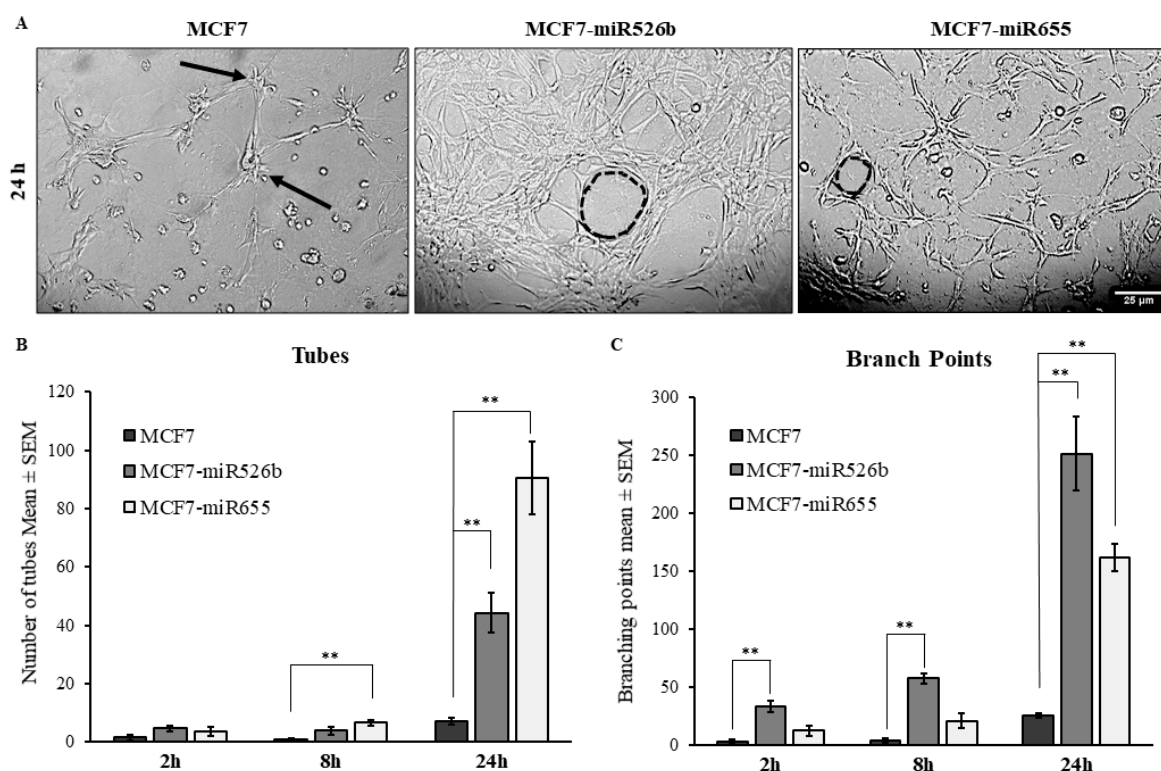 A
MCF7
MCF7-miR526b
MCF7-miR655
24 h
25 µm
B
Tubes
Number of tubes Mean ± SEM
120
100
80
60
40
20
0
MCF7
MCF7-miR526b
MCF7-miR655
**
**
**
2h
8h
24h
C
Branch Points
Branching points mean ± SEM
300
250
200
150
100
50
0
MCF7
MCF7-miR526b
MCF7-miR655
**
**
**
**
2h
8h
24h